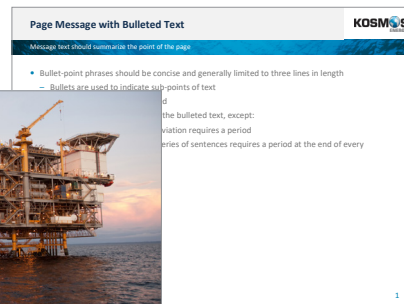 Page Message with Bulleted Text
KOSMOS
Message text should summarize the point of the page
• Bullet-point phrases should be concise and generally limited to three lines in length
– Bullets are used to indicate sub-points of text
d
the bulleted text, except:
viation requires a period
eries of sentences requires a period at the end of every
1